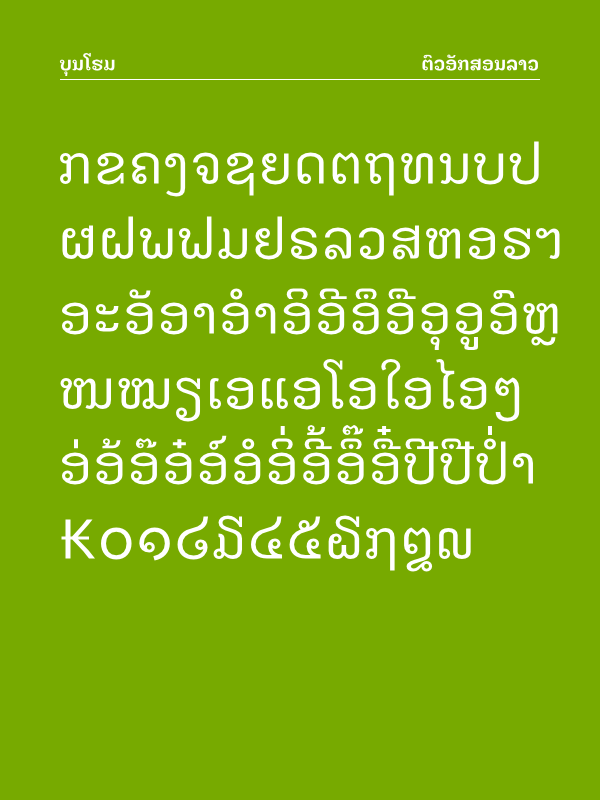 ບຸນໂຮມ ຕົວອັກສອນລາວ
ກຂຄງຈຊຍດຕຖທນບປ
ຜຝພຟມຢຣລວສຫອຮຯ
ອະອັອາອຳອິອີອຶອືອຸອູອົຫຼ
ໜໝຽເອແອໂອໃອໄອໆ
ອ່ອ້ອ໊ອ໋ອ໌ອໍອິ່ອີ້ອຶ໊ອື໋ປີປືປ່ຳ
₭໐໑໒໓໔໕໖໗໘໙